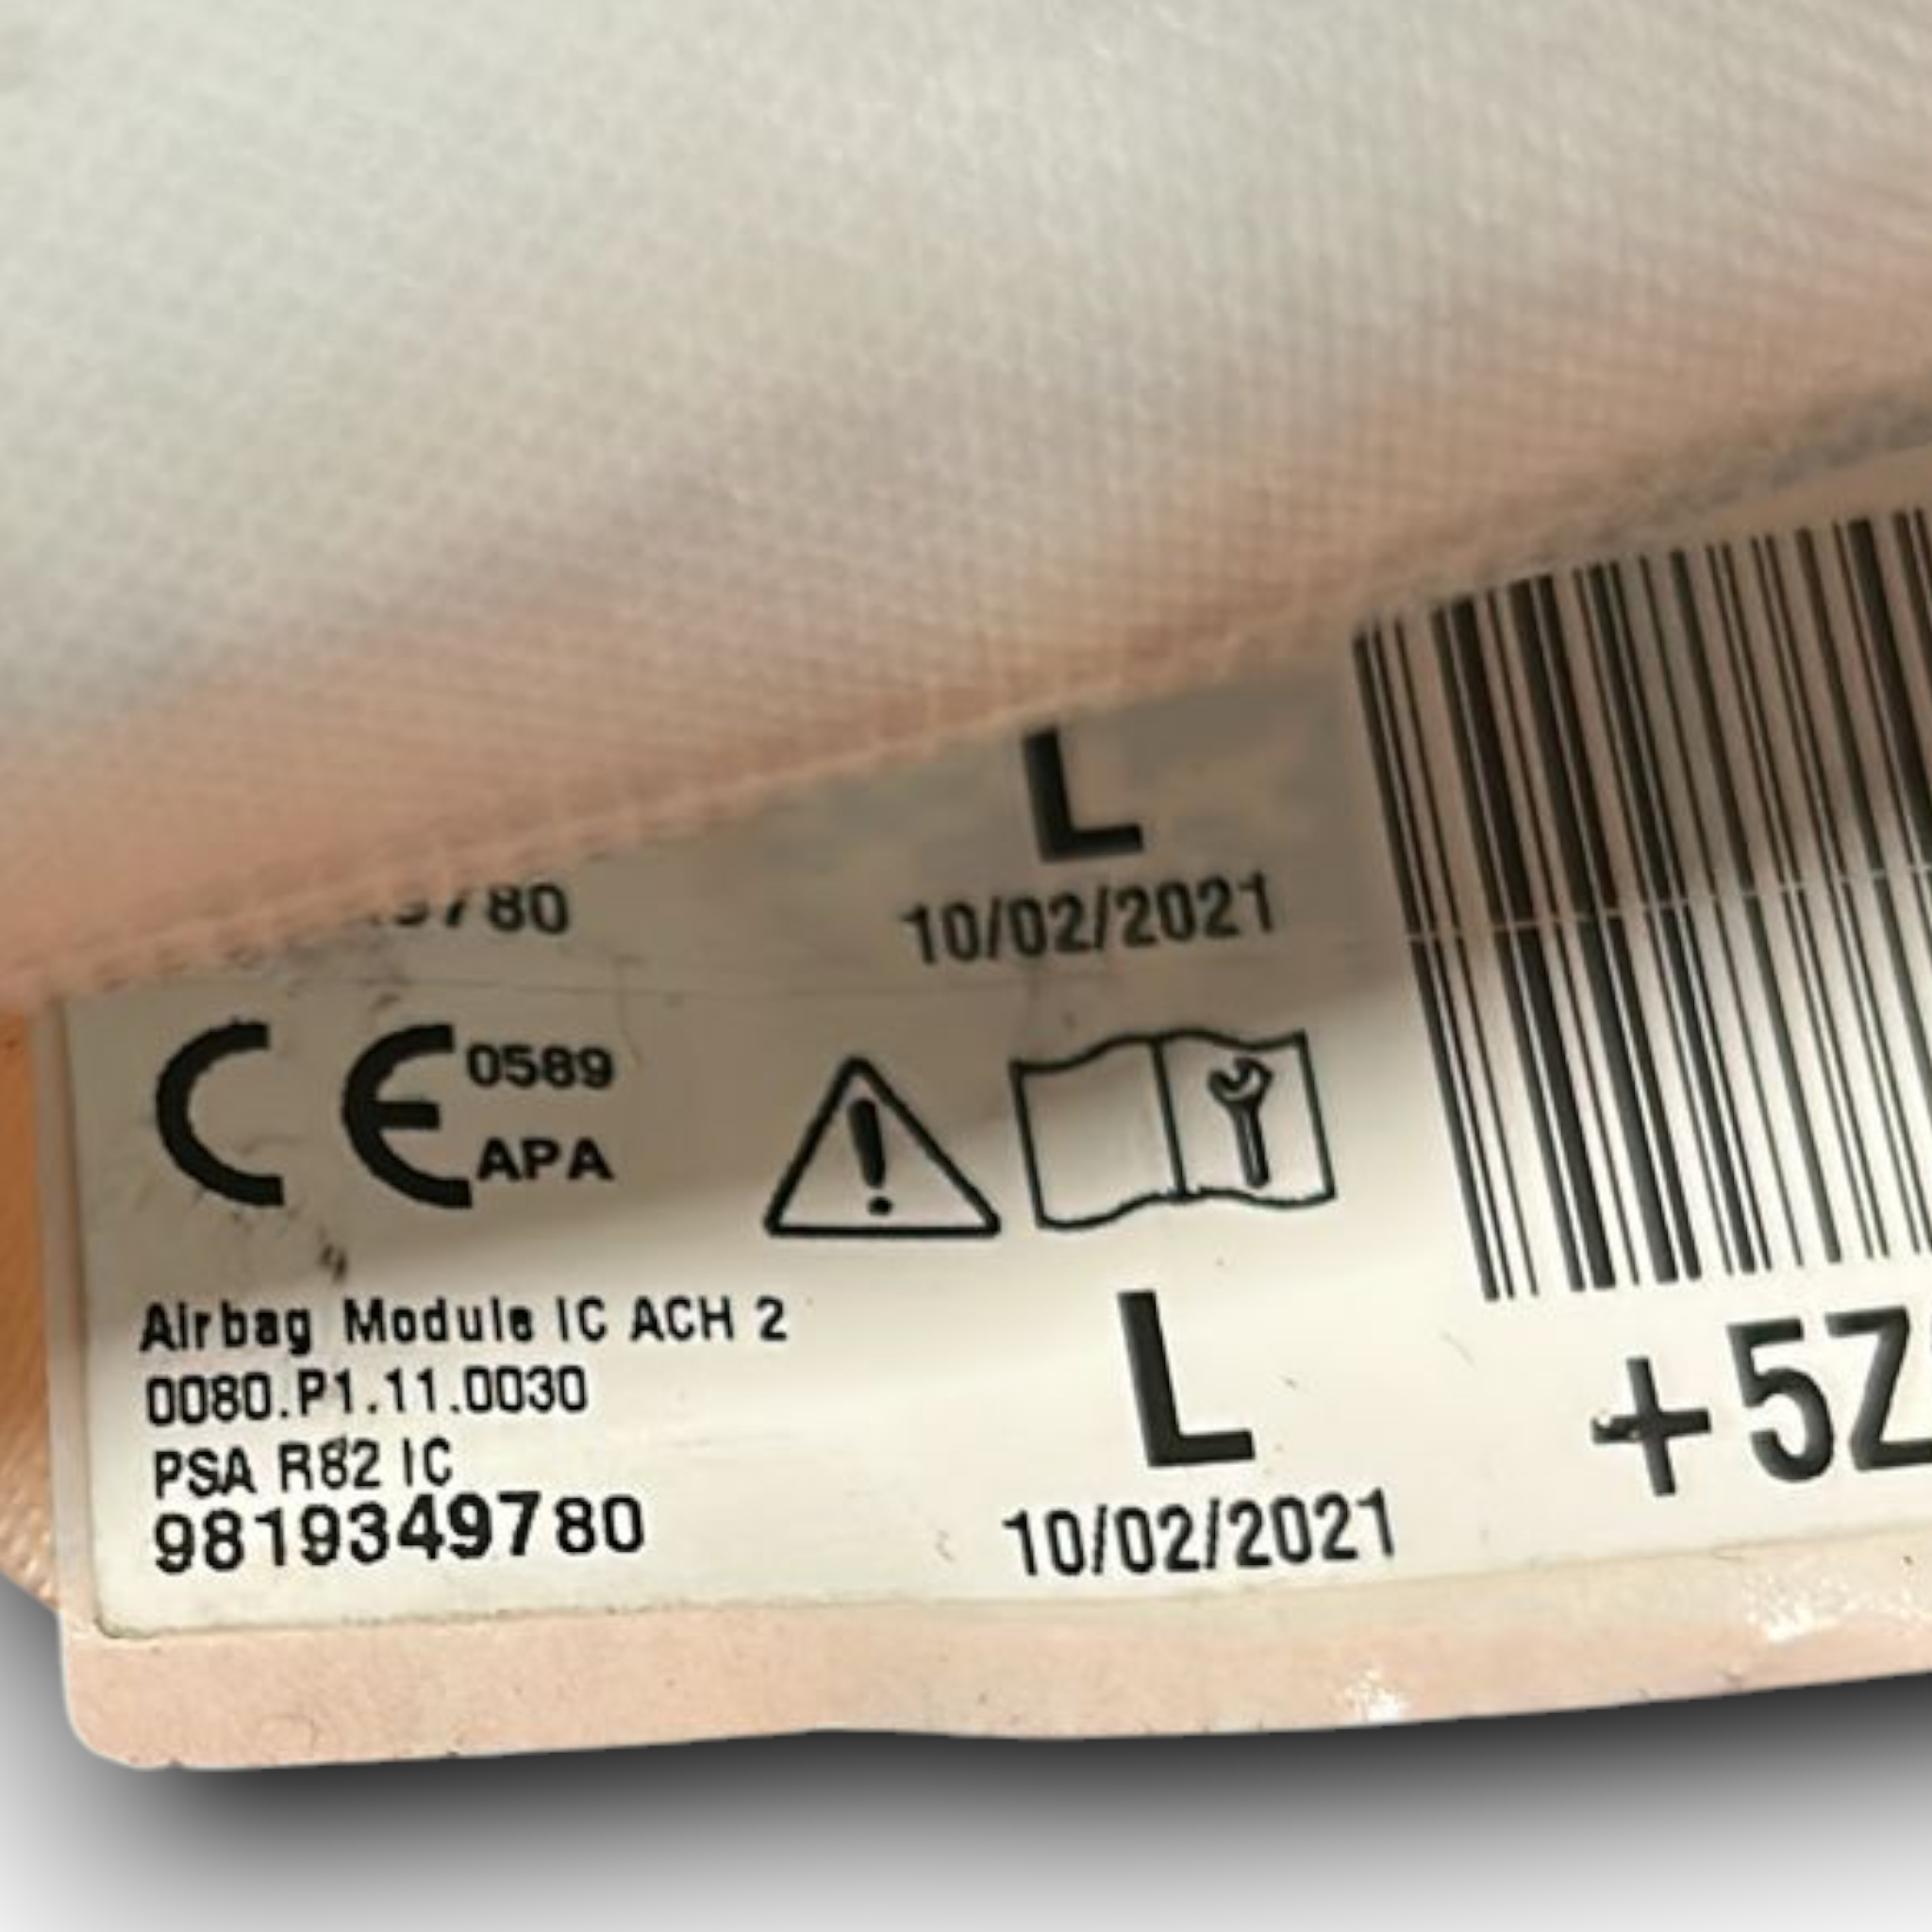 L
10/02/2021
CE 0589
APA
Airbag Module IC ACH 2
0080.P1.11.0030
PSA R82 IC
9819349780
L
10/02/2021
+5Z